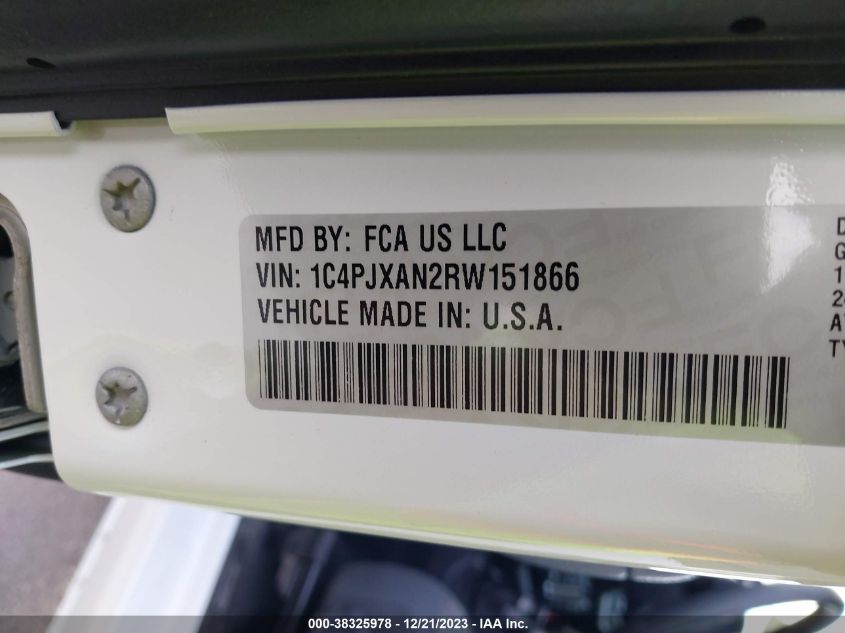 MFD BY: FCA US LLC
VIN: 1C4PJXAN2RW151866
VEHICLE MADE IN: U.S.A.
000-38325978 - 12/21/2023 - IAA Inc.